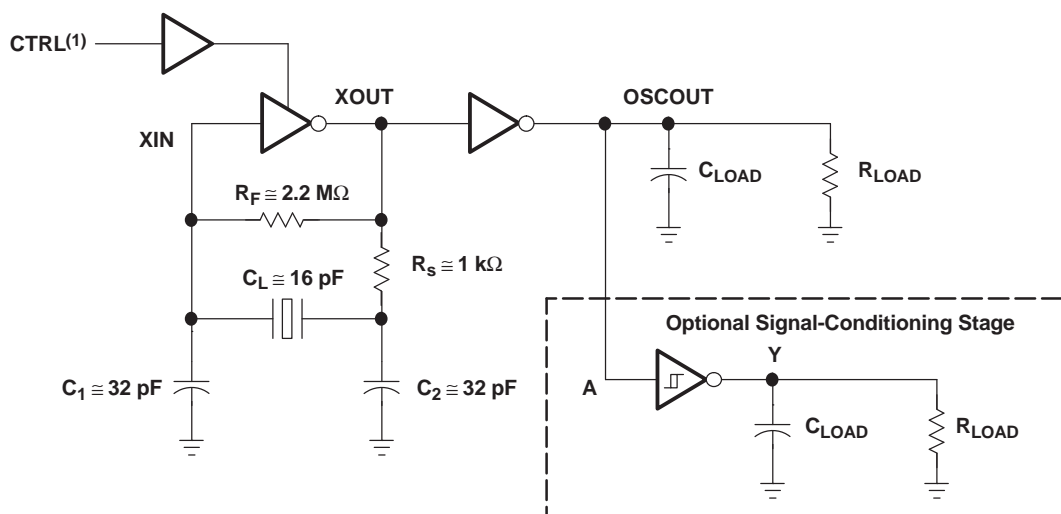 CTRL(1)
XOUT
OSCOUT
XIN
CLOAD
RLOAD
RF ≅ 2.2 MΩ
Rs ≅ 1 kΩ
CL ≅ 16 pF
Optional Signal-Conditioning Stage
Y
C1 ≅ 32 pF
C2 ≅ 32 pF
A
CLOAD
RLOAD